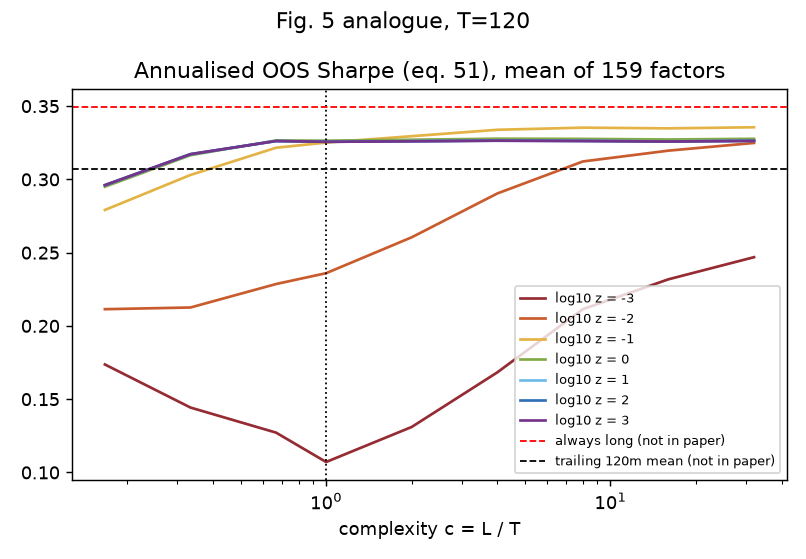 Fig. 5 analogue, T=120
Annualised OOS Sharpe (eq. 51), mean of 159 factors
0.35
0.30
0.25
0.20
0.15
0.10
10⁰
10¹
complexity c = L / T
log10 z = -3
log10 z = -2
log10 z = -1
log10 z = 0
log10 z = 1
log10 z = 2
log10 z = 3
always long (not in paper)
trailing 120m mean (not in paper)